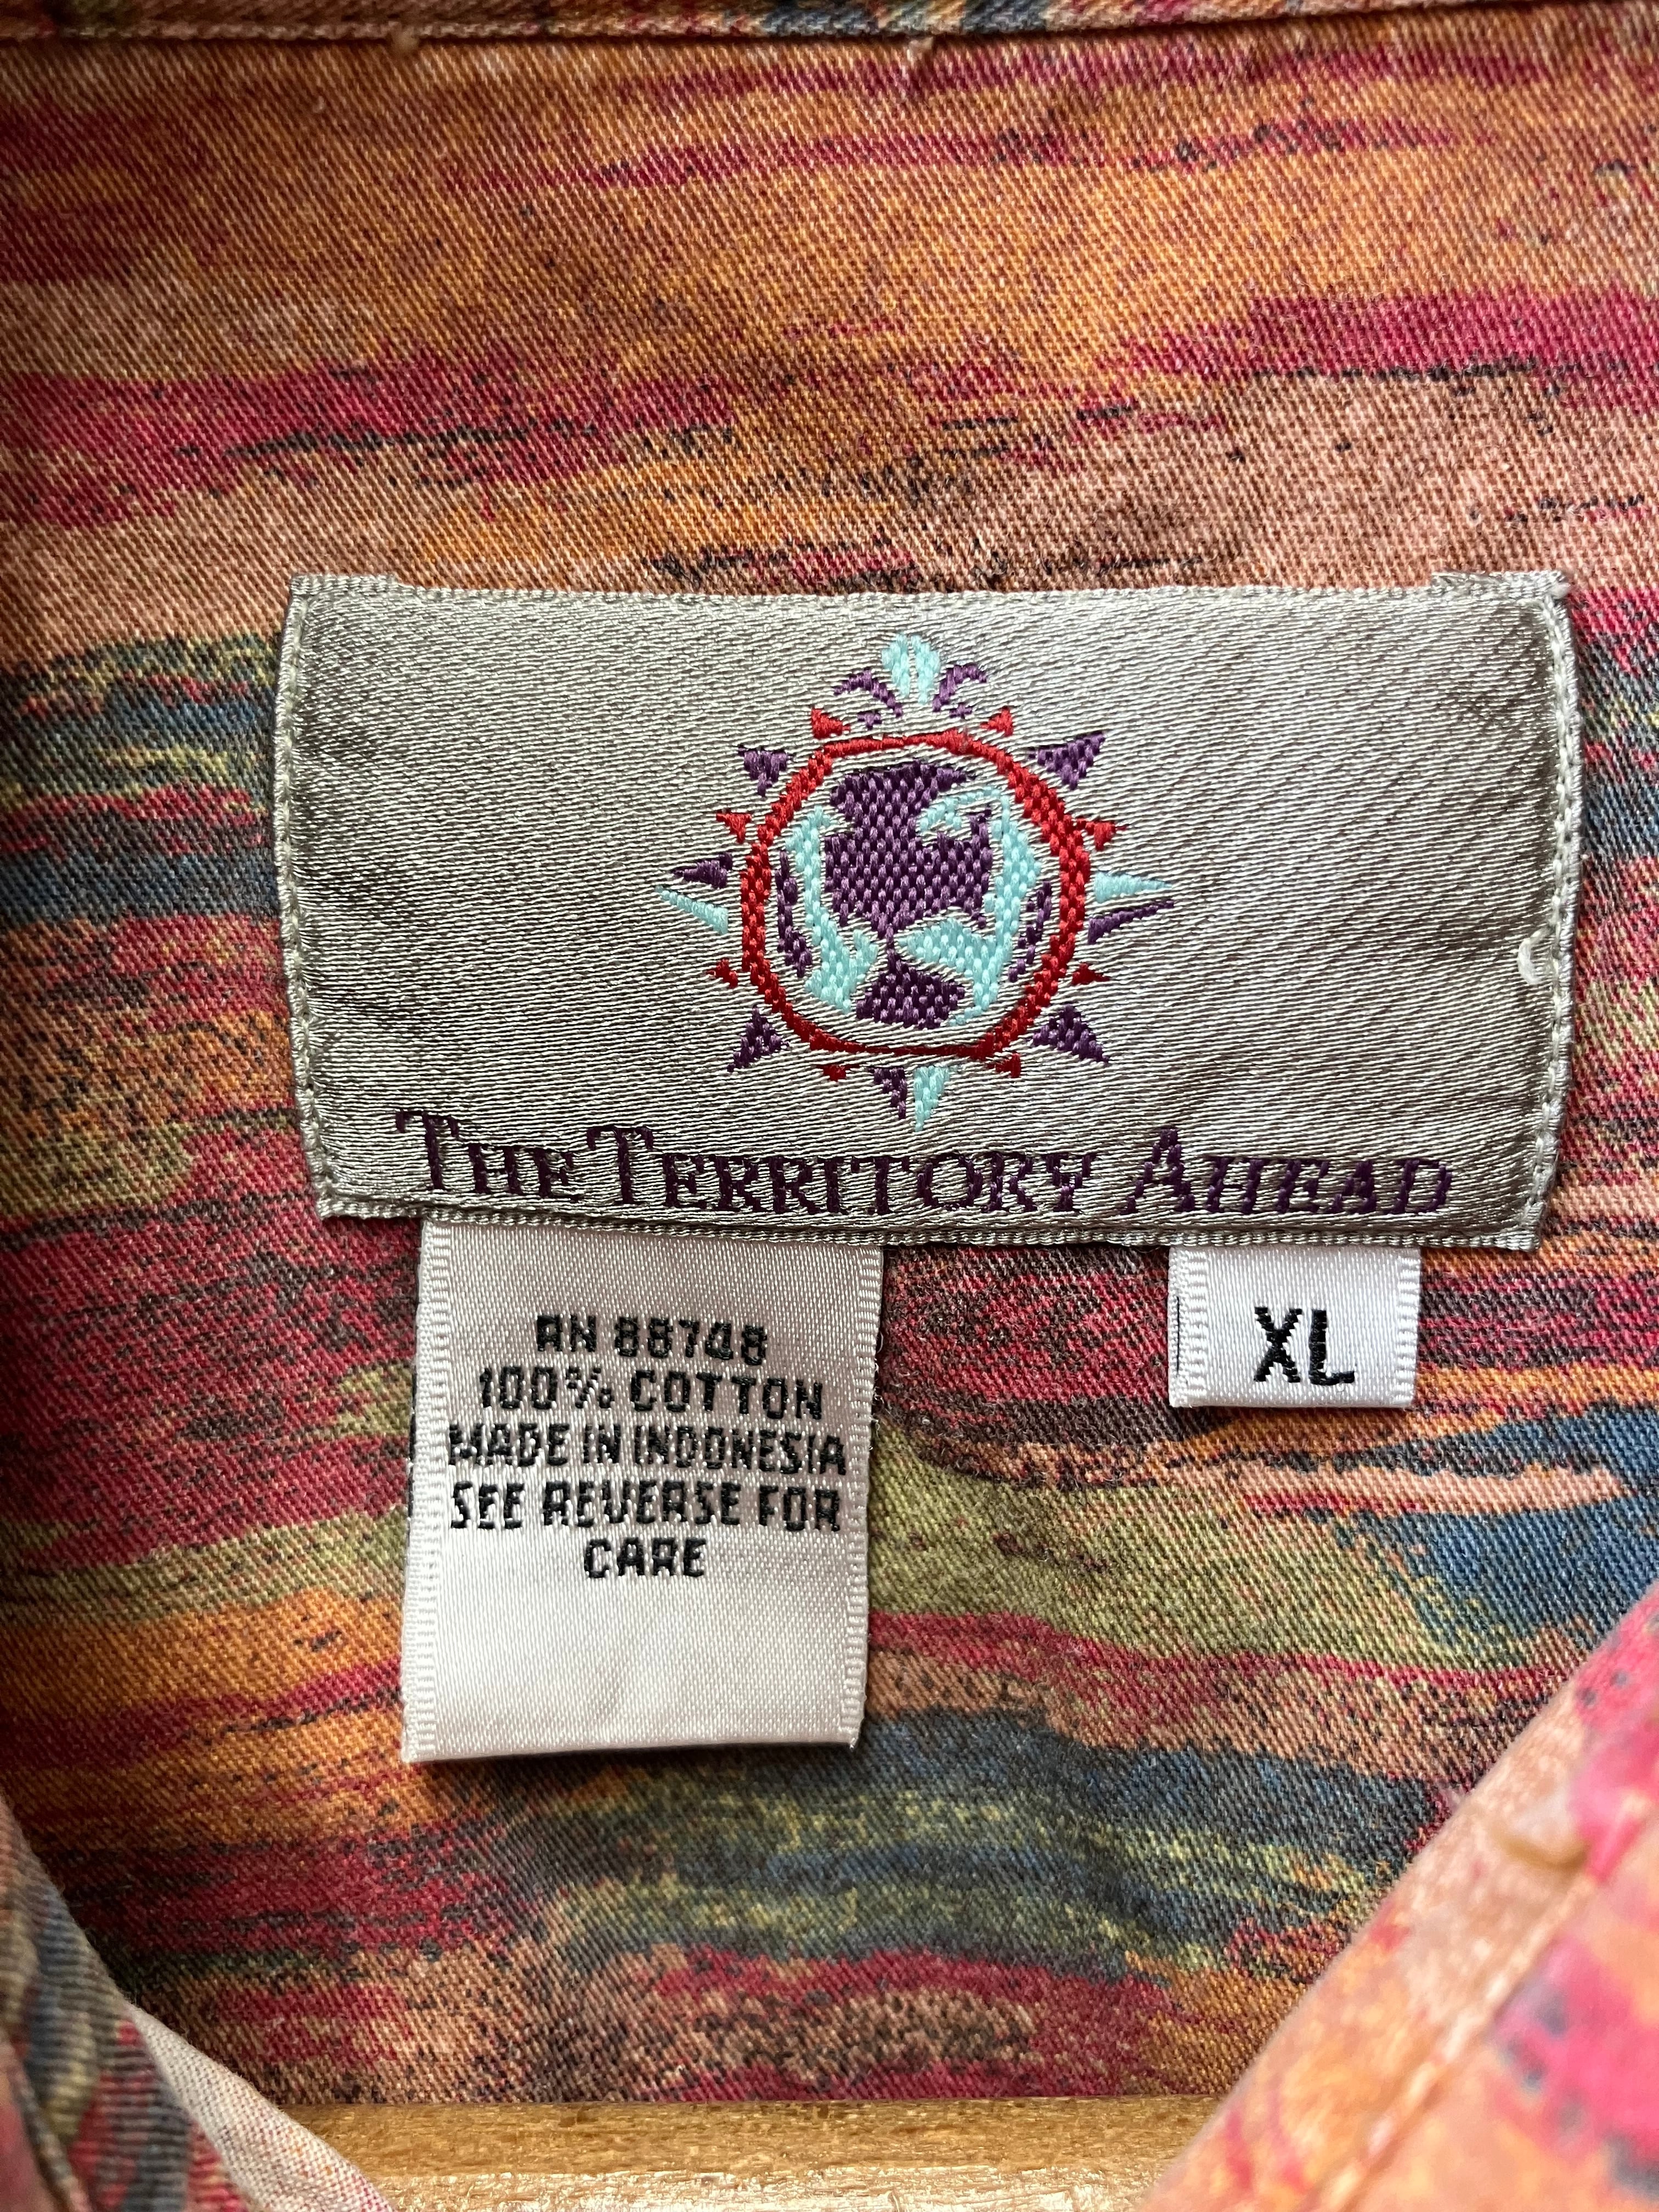 THE TERRITORY AHEAD
RN 88748
100% COTTON
MADE IN INDONESIA
SEE REVERSE FOR
CARE
XL